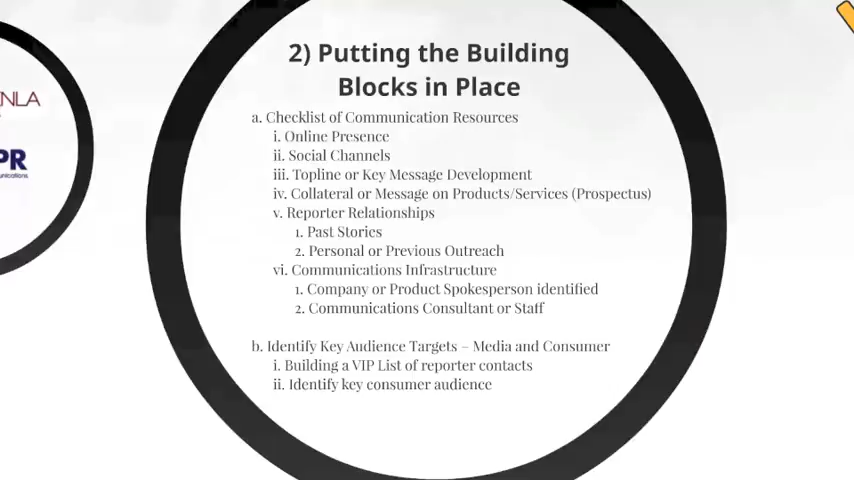 NLA
PR
munications
2) Putting the Building
Blocks in Place
a. Checklist of Communication Resources
i. Online Presence
ii. Social Channels
iii. Topline or Key Message Development
iv. Collateral or Message on Products/Services (Prospectus)
v. Reporter Relationships
1. Past Stories
2. Personal or Previous Outreach
vi. Communications Infrastructure
1. Company or Product Spokesperson identified
2. Communications Consultant or Staff
b. Identify Key Audience Targets – Media and Consumer
i. Building a VIP List of reporter contacts
ii. Identify key consumer audience